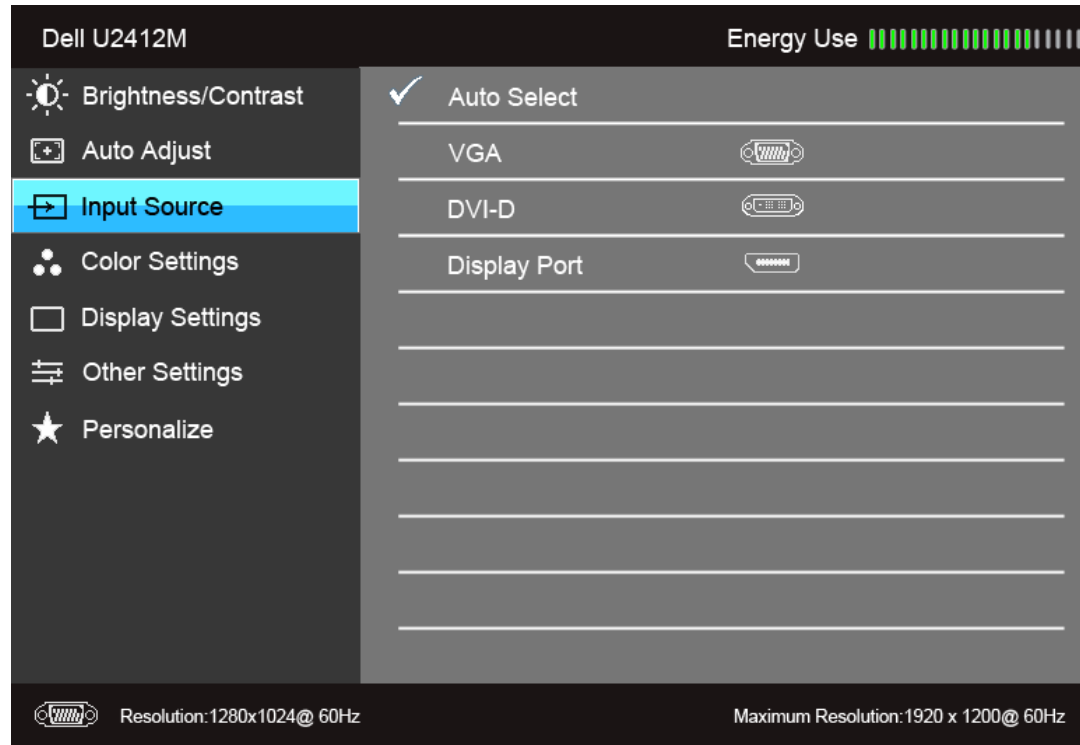 Dell U2412M
Energy Use
Brightness/Contrast
Auto Adjust
Input Source
Color Settings
Display Settings
Other Settings
Personalize
Auto Select
VGA
DVI-D
Display Port
Resolution:1280x1024@ 60Hz
Maximum Resolution:1920 x 1200@ 60Hz